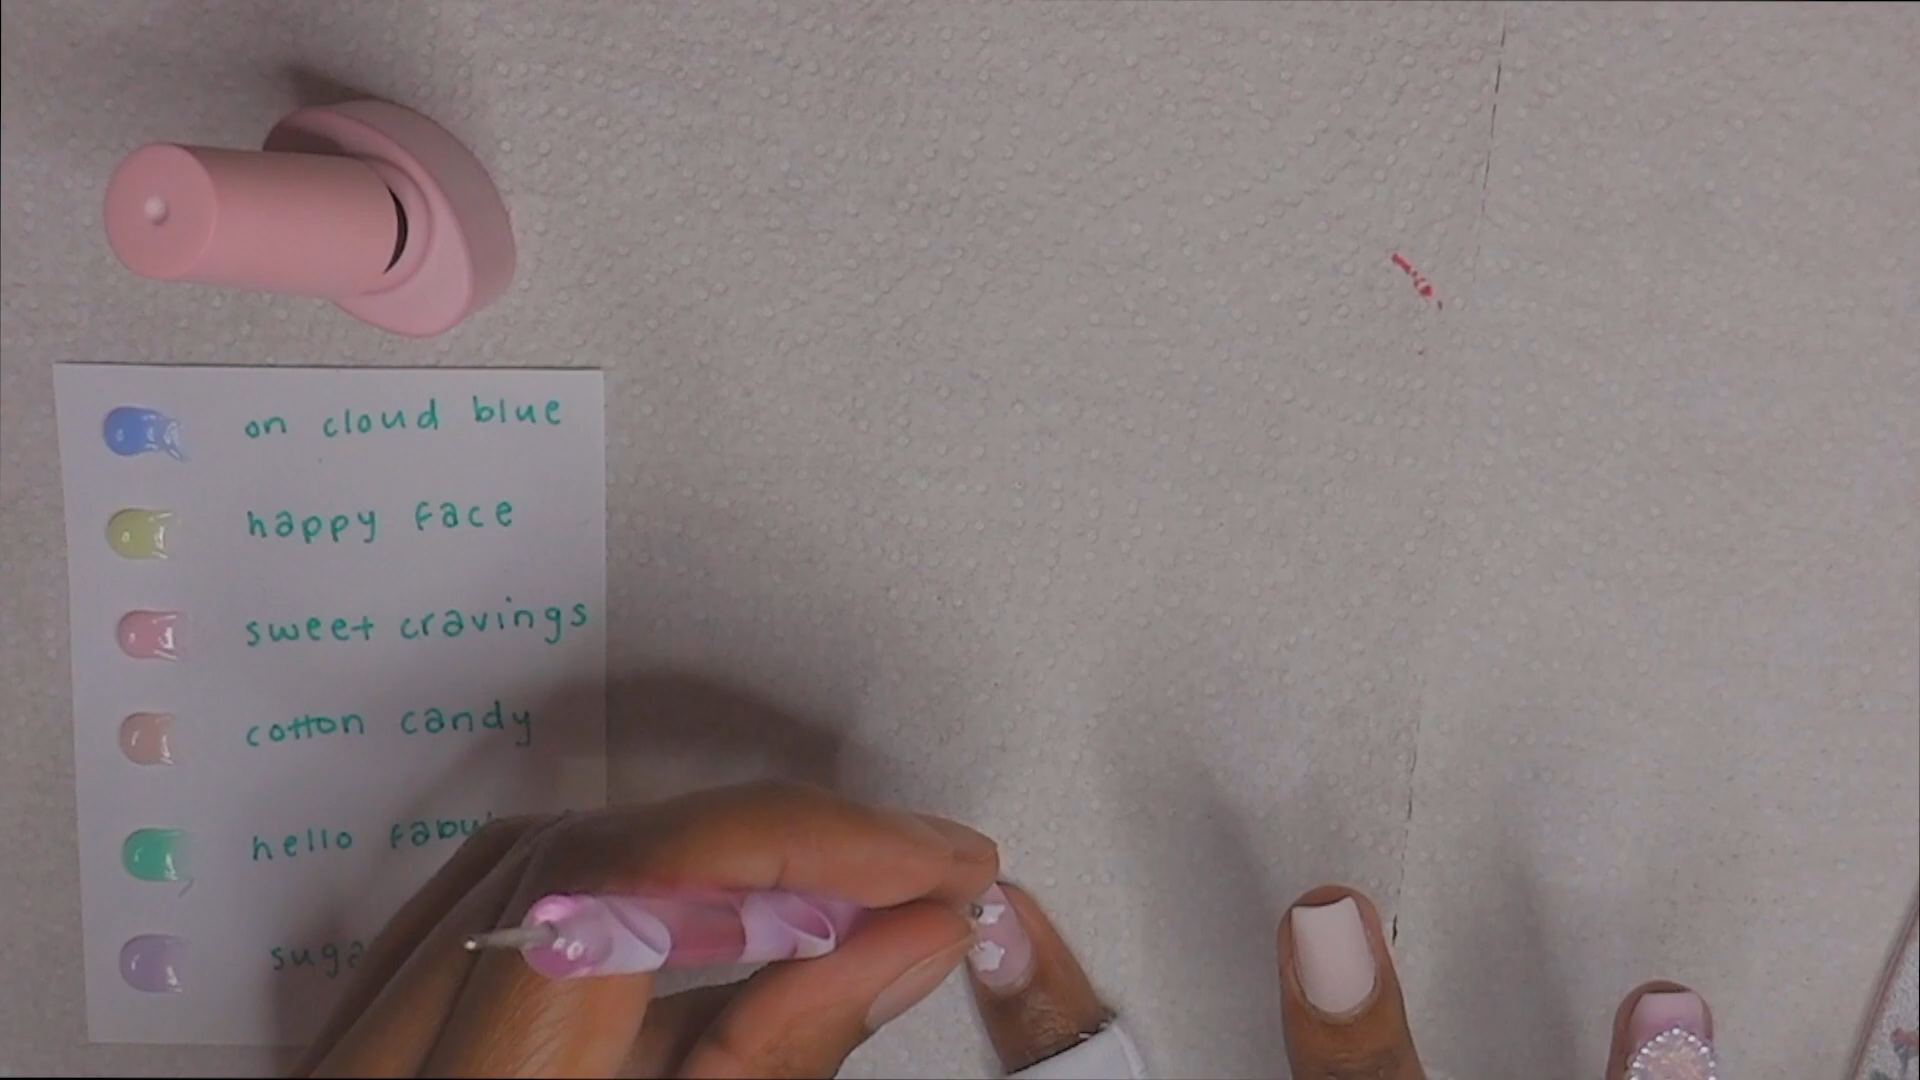 on cloud blue
happy face
sweet cravings
cotton candy
hello